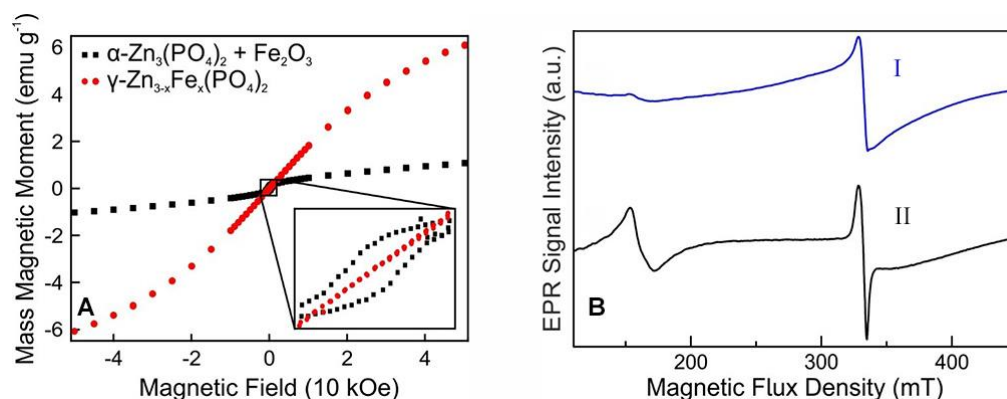 Mass Magnetic Moment (emu g⁻¹)
6
4
2
0
-2
-4
-6
α-Zn₃(PO₄)₂ + Fe₂O₃
γ-Zn₃₋ₓFeₓ(PO₄)₂
A
-4 -2 0 2 4
Magnetic Field (10 kOe)
EPR Signal Intensity (a.u.)
I
II
B
200 300 400
Magnetic Flux Density (mT)